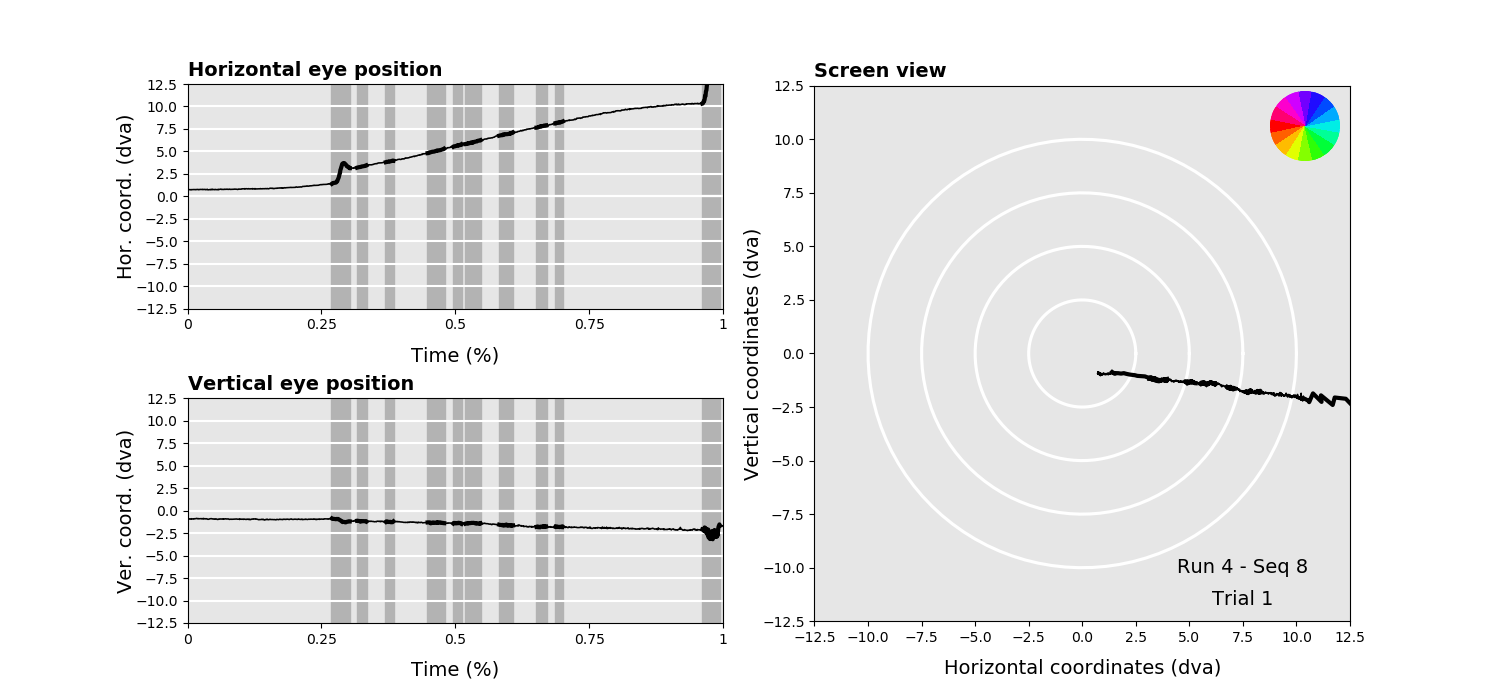 Horizontal eye position
Hor. coord. (dva)
12.5
10.0
7.5
5.0
2.5
0.0
−2.5
−5.0
−7.5
−10.0
−12.5
0 0.25 0.5 0.75 1
Time (%)
Vertical eye position
Ver. coord. (dva)
12.5
10.0
7.5
5.0
2.5
0.0
−2.5
−5.0
−7.5
−10.0
−12.5
0 0.25 0.5 0.75 1
Time (%)
Screen view
Vertical coordinates (dva)
12.5
10.0
7.5
5.0
2.5
0.0
−2.5
−5.0
−7.5
−10.0
−12.5
Run 4 - Seq 8
Trial 1
−12.5 −10.0 −7.5 −5.0 −2.5 0.0 2.5 5.0 7.5 10.0 12.5
Horizontal coordinates (dva)